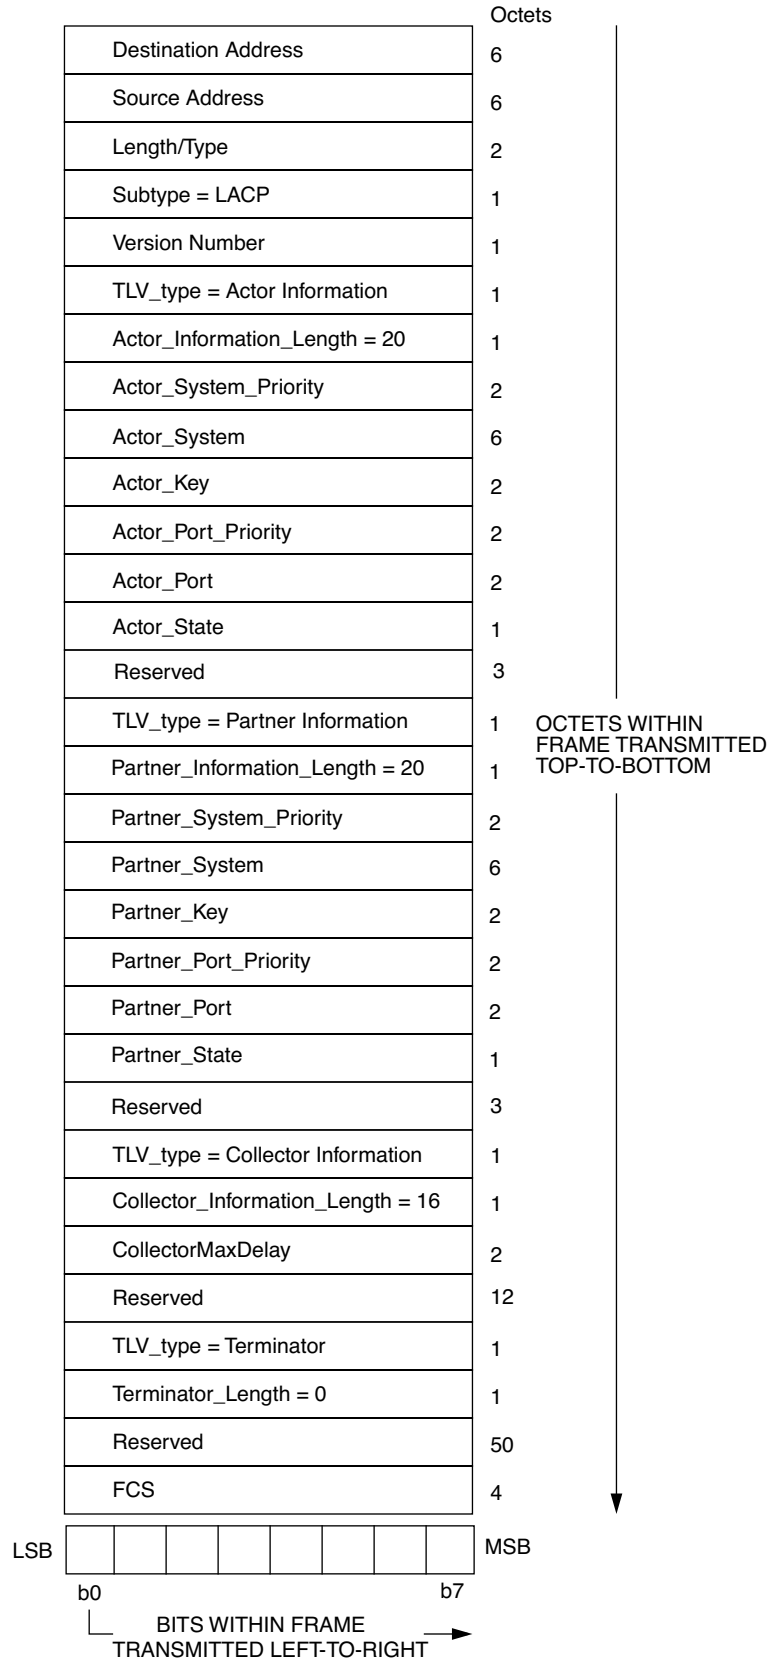 Octets
Destination Address 6
Source Address 6
Length/Type 2
Subtype = LACP 1
Version Number 1
TLV_type = Actor Information 1
Actor_Information_Length = 20 1
Actor_System_Priority 2
Actor_System 6
Actor_Key 2
Actor_Port_Priority 2
Actor_Port 2
Actor_State 1
Reserved 3
TLV_type = Partner Information 1
Partner_Information_Length = 20 1
Partner_System_Priority 2
Partner_System 6
Partner_Key 2
Partner_Port_Priority 2
Partner_Port 2
Partner_State 1
Reserved 3
TLV_type = Collector Information 1
Collector_Information_Length = 16 1
CollectorMaxDelay 2
Reserved 12
TLV_type = Terminator 1
Terminator_Length = 0 1
Reserved 50
FCS 4
OCTETS WITHIN
FRAME TRANSMITTED
TOP-TO-BOTTOM
LSB MSB
b0 b7
BITS WITHIN FRAME
TRANSMITTED LEFT-TO-RIGHT